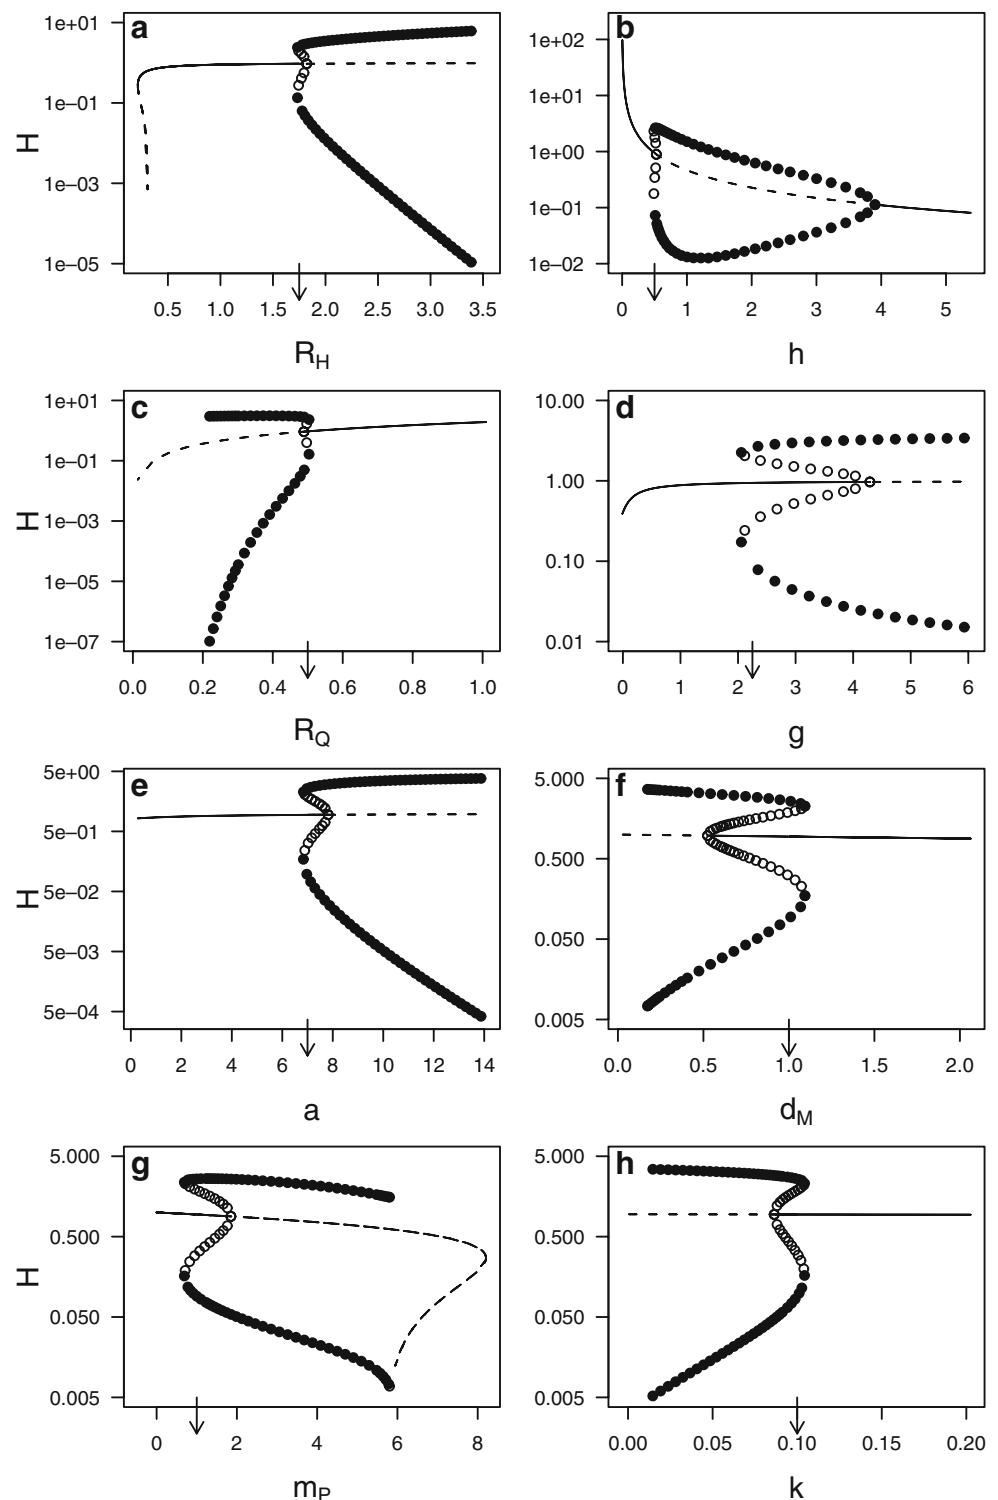 a
b
1e+01
1e−01
1e−03
1e−05
H
0.5 1.0 1.5 2.0 2.5 3.0 3.5
R_H
1e+02
1e+01
1e+00
1e−01
1e−02
0 1 2 3 4 5
h
c
d
1e+01
1e−01
1e−03
1e−05
1e−07
H
0.0 0.2 0.4 0.6 0.8 1.0
R_Q
10.00
1.00
0.10
0.01
0 1 2 3 4 5 6
g
e
f
5e+00
5e−01
5e−02
5e−03
5e−04
H
0 2 4 6 8 10 12 14
a
5.000
0.500
0.050
0.005
0.0 0.5 1.0 1.5 2.0
d_M
g
h
5.000
0.500
0.050
0.005
H
0 2 4 6 8
m_P
5.000
0.500
0.050
0.005
0.00 0.05 0.10 0.15 0.20
k